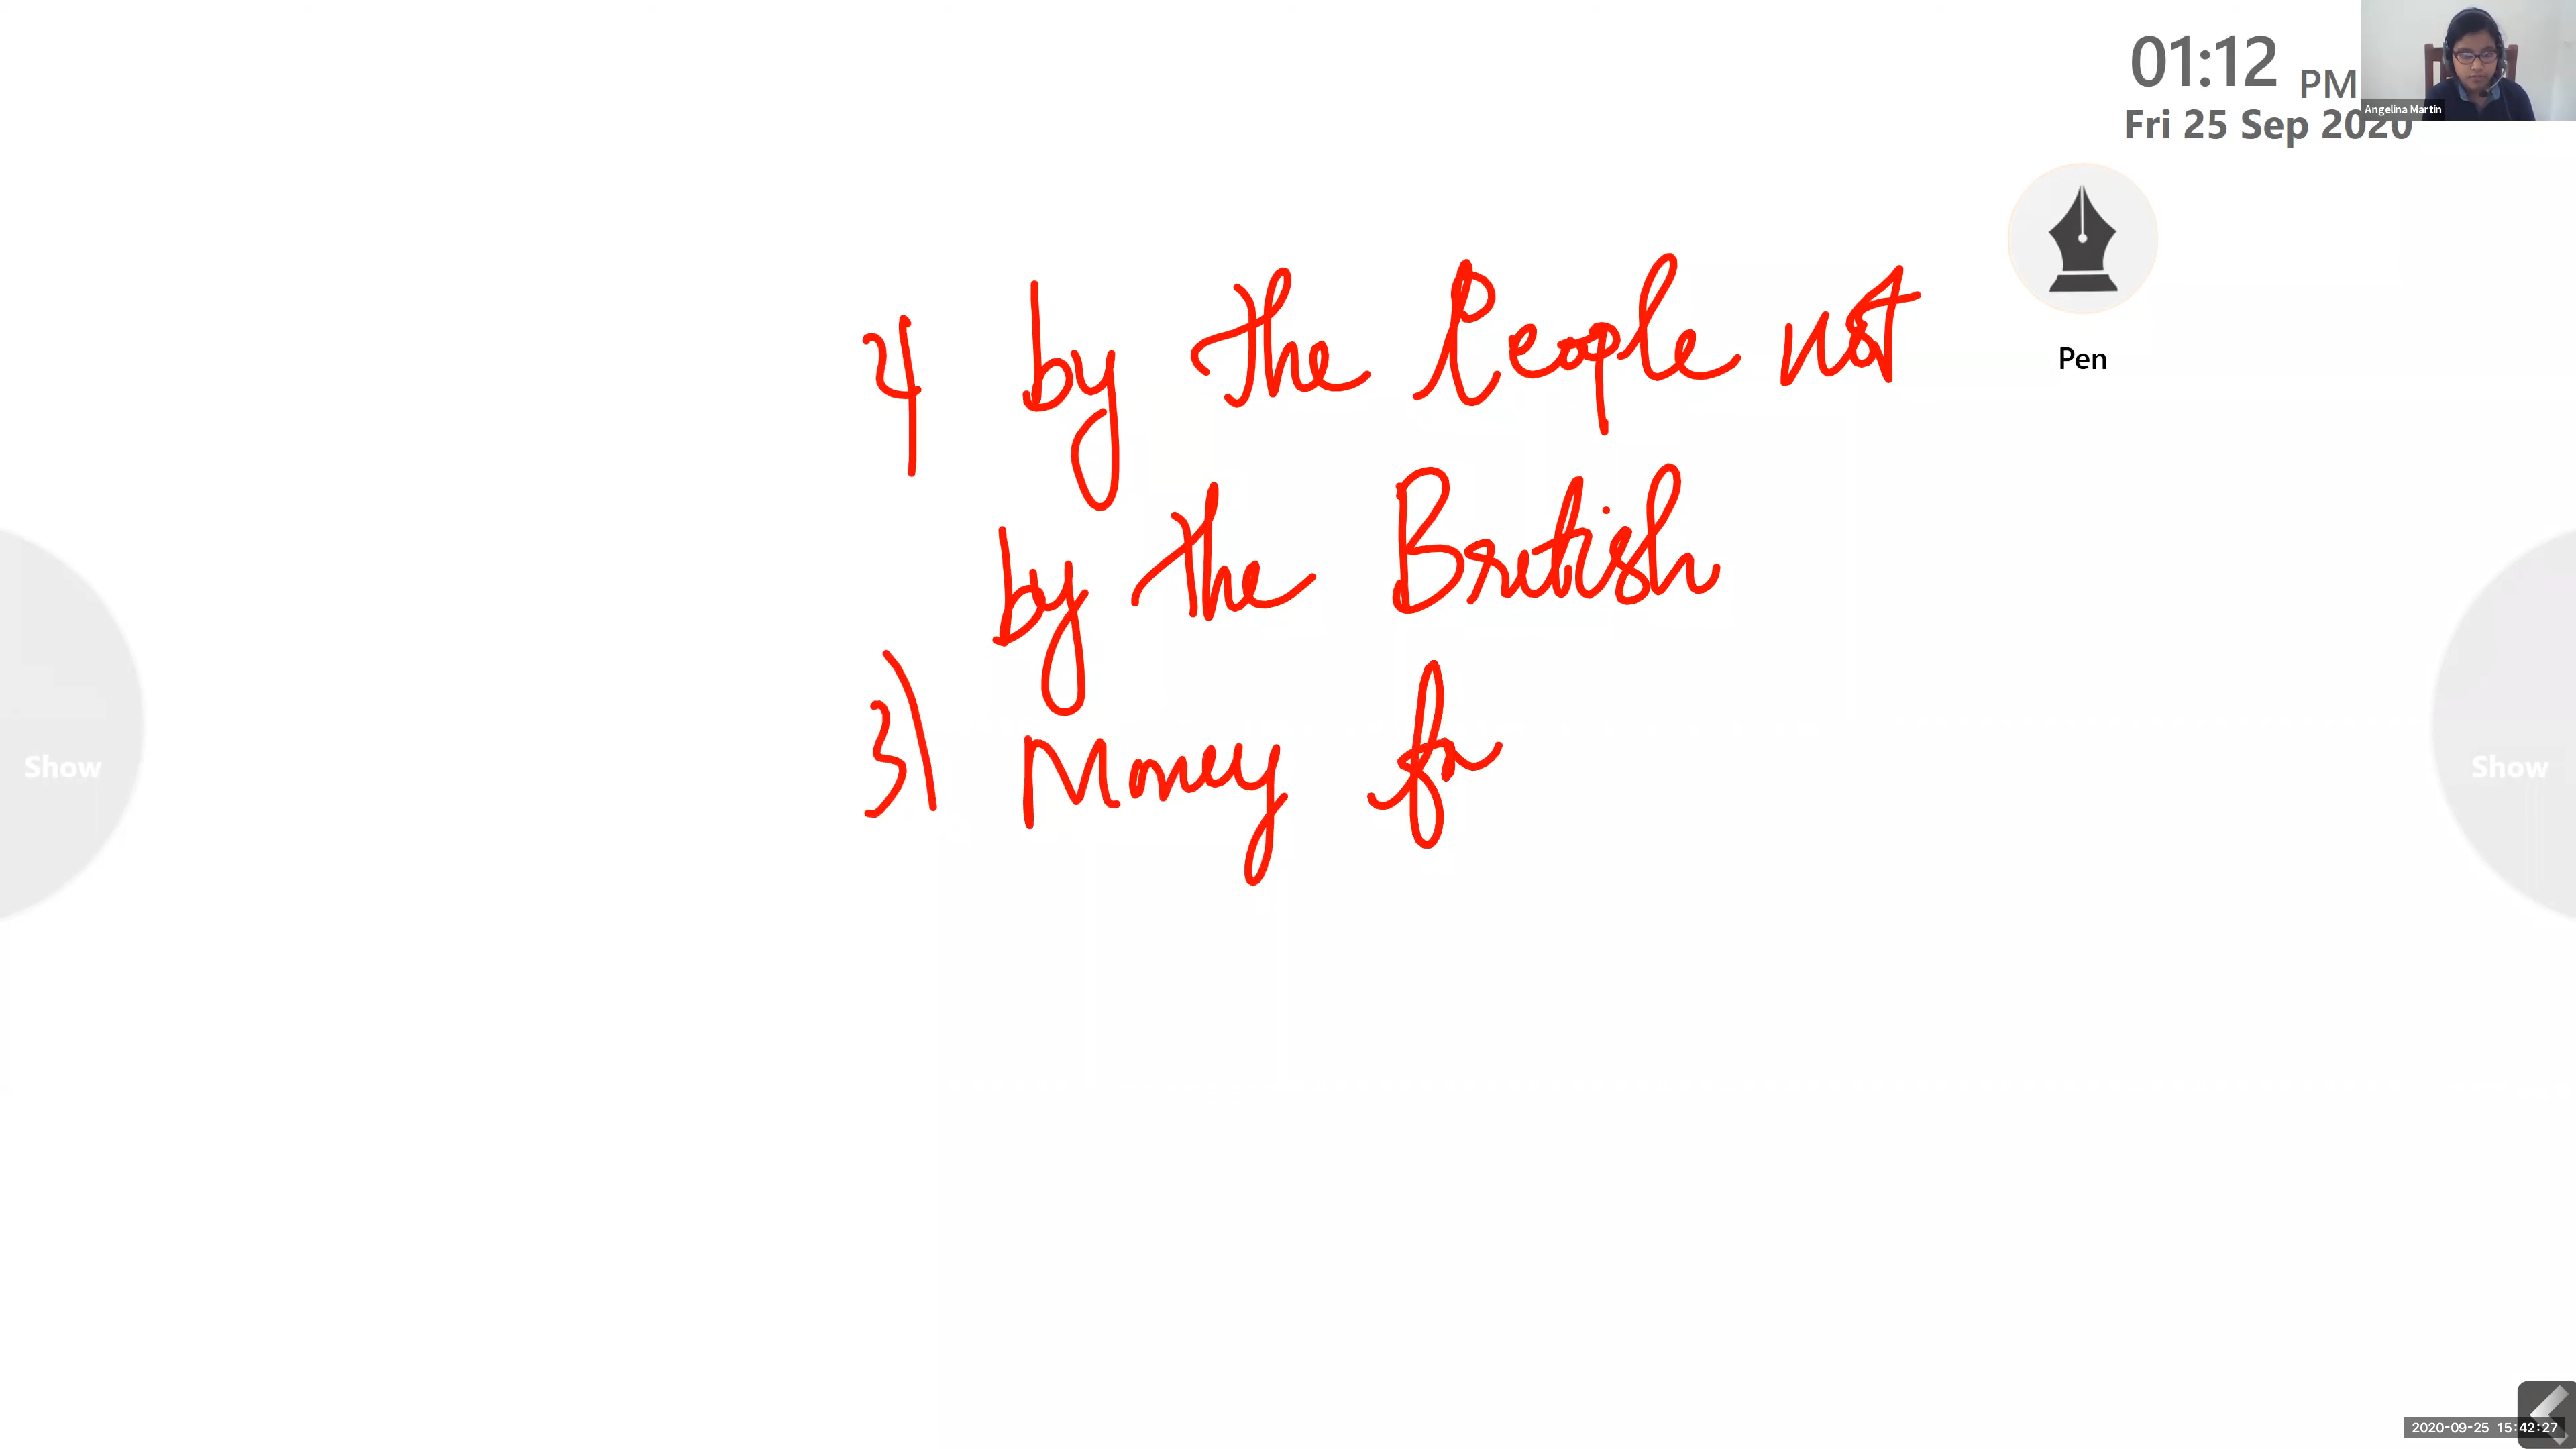 01:12 PM
Angelina Martin
Fri 25 Sep 2020
Pen
2) by the People not
by the British
3) Money for
Show
Show
2020-09-25 15:42:27